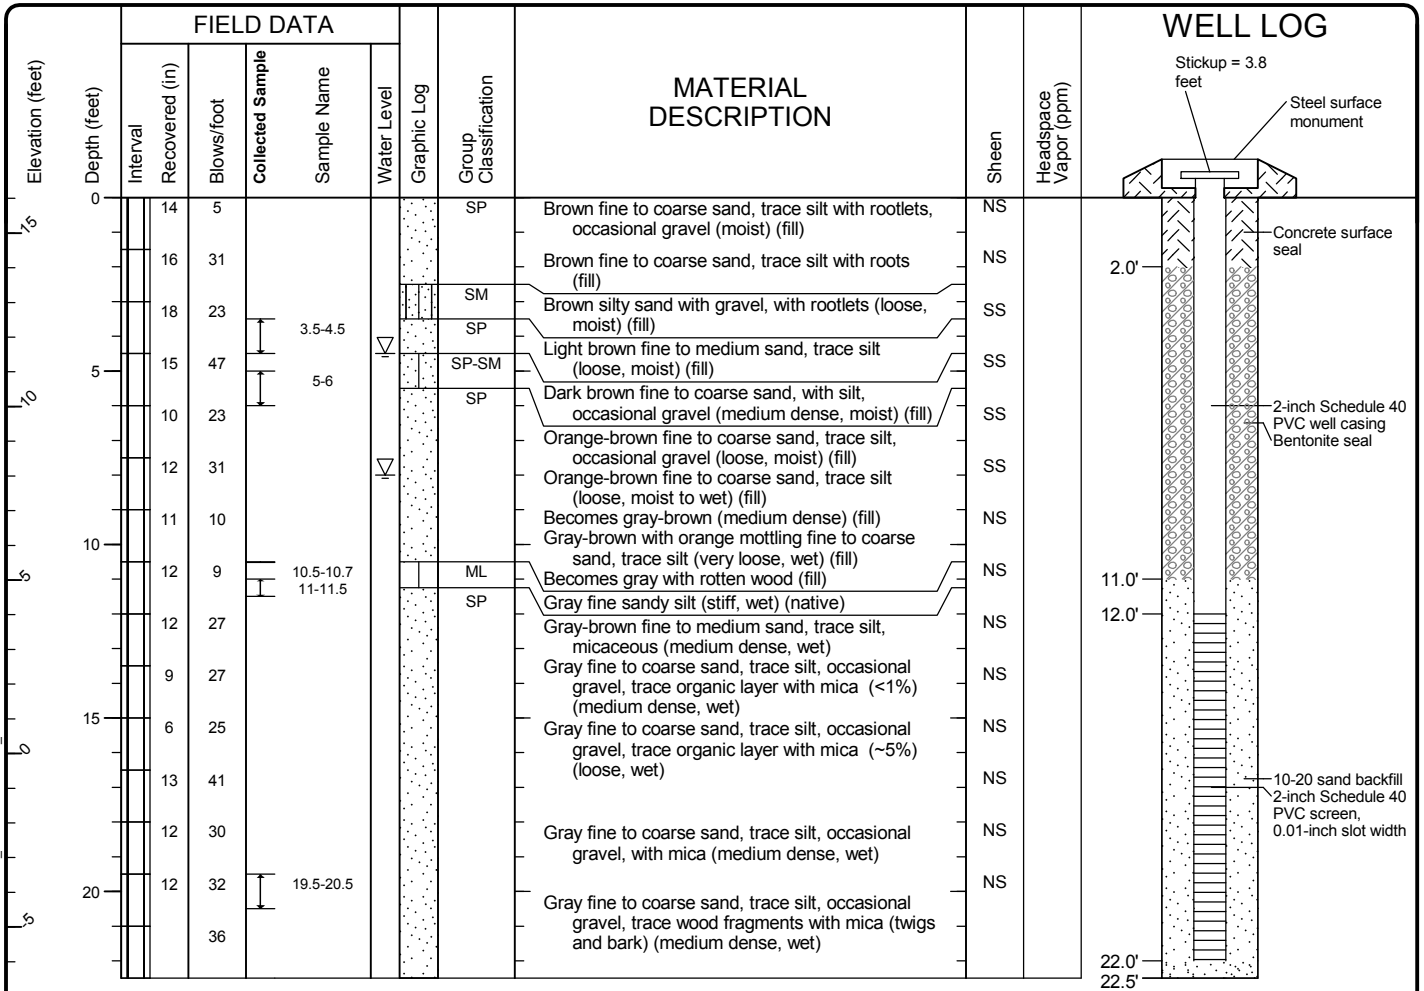 FIELD DATA
WELL LOG
Elevation (feet)
Depth (feet)
Interval
Recovered (in)
Blows/foot
Collected Sample
Sample Name
Water Level
Graphic Log
Group
Classification
MATERIAL
DESCRIPTION
Sheen
Headspace
Vapor (ppm)
Stickup = 3.8
feet
Steel surface
monument
0
14 5
SP
Brown fine to coarse sand, trace silt with rootlets,
occasional gravel (moist) (fill)
NS
15
Concrete surface
seal
16 31
Brown fine to coarse sand, trace silt with roots
(fill)
NS
2.0'
SM
18 23
Brown silty sand with gravel, with rootlets (loose,
moist) (fill)
SS
3.5-4.5
SP
Light brown fine to medium sand, trace silt
(loose, moist) (fill)
15 47
SP-SM
SS
5
5-6
10
SP
Dark brown fine to coarse sand, with silt,
occasional gravel (medium dense, moist) (fill)
10 23
SS
2-inch Schedule 40
PVC well casing
Bentonite seal
Orange-brown fine to coarse sand, trace silt,
occasional gravel (loose, moist) (fill)
12 31
SS
Orange-brown fine to coarse sand, trace silt
(loose, moist to wet) (fill)
11 10
Becomes gray-brown (medium dense) (fill)
NS
10
Gray-brown with orange mottling fine to coarse
sand, trace silt (very loose, wet) (fill)
12 9
10.5-10.7
11-11.5
ML
Becomes gray with rotten wood (fill)
NS
5
11.0'
SP
Gray fine sandy silt (stiff, wet) (native)
12.0'
12 27
Gray-brown fine to medium sand, trace silt,
micaceous (medium dense, wet)
NS
9 27
Gray fine to coarse sand, trace silt, occasional
gravel, trace organic layer with mica (<1%)
(medium dense, wet)
NS
15
6 25
Gray fine to coarse sand, trace silt, occasional
gravel, trace organic layer with mica (~5%)
(loose, wet)
NS
0
13 41
NS
10-20 sand backfill
2-inch Schedule 40
PVC screen,
0.01-inch slot width
12 30
Gray fine to coarse sand, trace silt, occasional
gravel, with mica (medium dense, wet)
NS
20
12 32
19.5-20.5
NS
Gray fine to coarse sand, trace silt, occasional
gravel, trace wood fragments with mica (twigs
and bark) (medium dense, wet)
-5
36
22.0'
22.5'